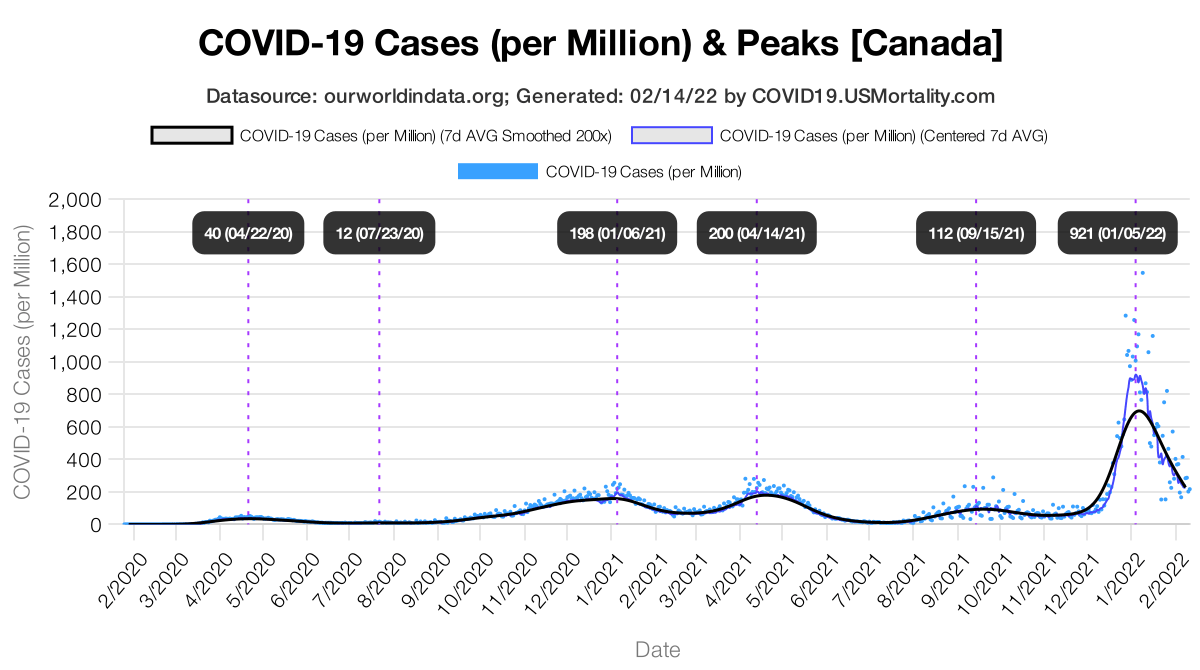 COVID-19 Cases (per Million) & Peaks [Canada]
Datasource: ourworldindata.org; Generated: 02/14/22 by COVID19.USMortality.com
COVID-19 Cases (per Million) (7d AVG Smoothed 200x) COVID-19 Cases (per Million) (Centered 7d AVG)
COVID-19 Cases (per Million)
COVID-19 Cases (per Million)
2,000
1,800
1,600
1,400
1,200
1,000
800
600
400
200
0
40 (04/22/20) 12 (07/23/20) 198 (01/06/21) 200 (04/14/21) 112 (09/15/21) 921 (01/05/22)
2/2020 3/2020 4/2020 5/2020 6/2020 7/2020 8/2020 9/2020 10/2020 11/2020 12/2020 1/2021 2/2021 3/2021 4/2021 5/2021 6/2021 7/2021 8/2021 9/2021 10/2021 11/2021 12/2021 1/2022 2/2022
Date